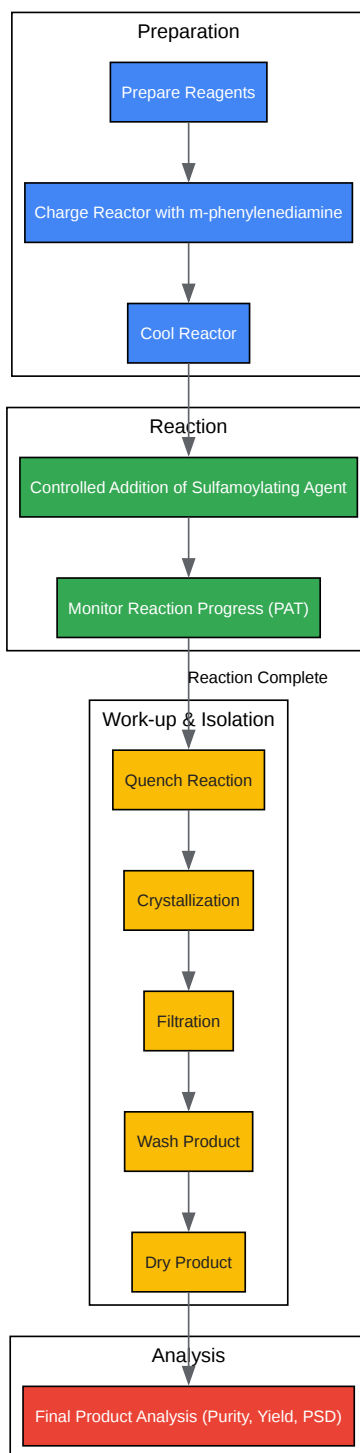 Preparation
Prepare Reagents
Charge Reactor with m-phenylenediamine
Cool Reactor
Reaction
Controlled Addition of Sulfamoylating Agent
Monitor Reaction Progress (PAT)
Reaction Complete
Work-up & Isolation
Quench Reaction
Crystallization
Filtration
Wash Product
Dry Product
Analysis
Final Product Analysis (Purity, Yield, PSD)